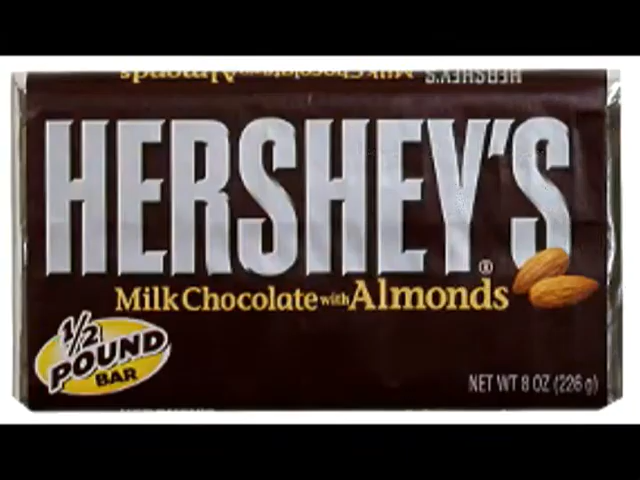 HERSHEY'S
HERSHEY'S®
Milk Chocolate with Almonds
1/2
POUND
BAR
NET WT 8 OZ (226 g)